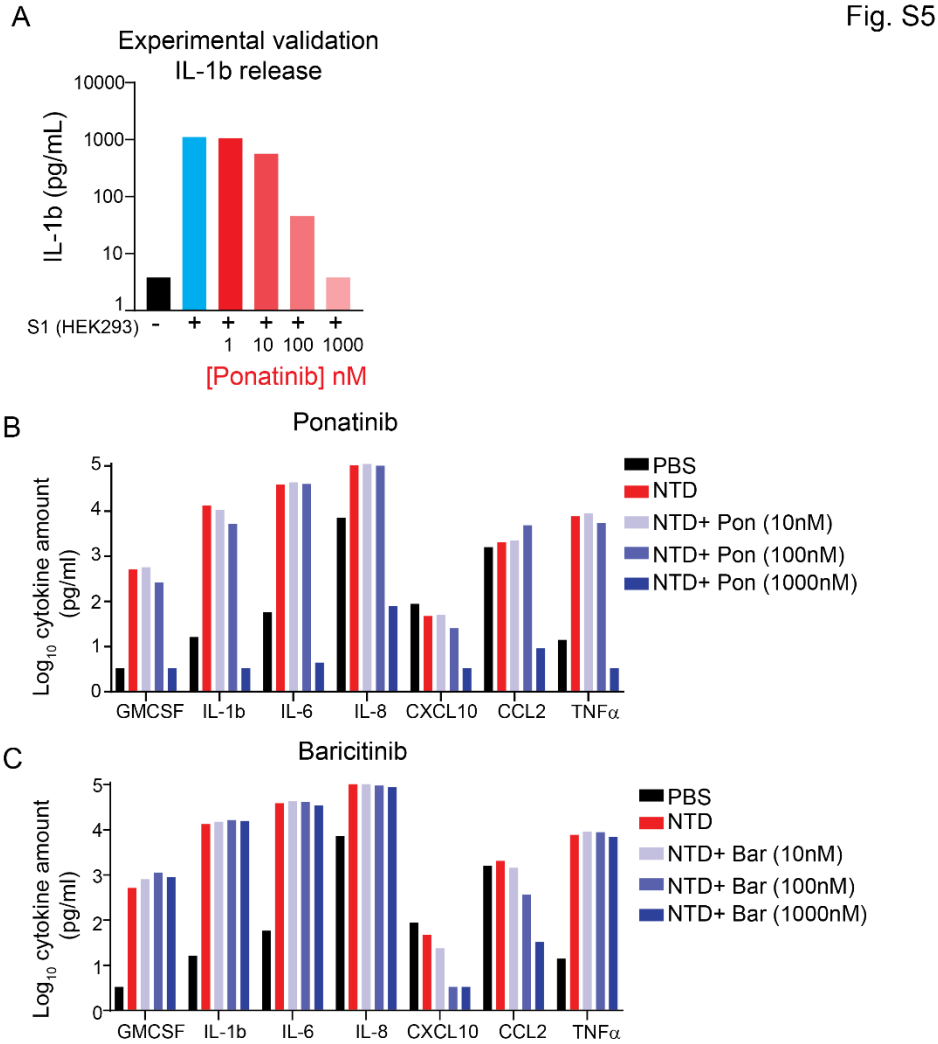 A
Fig. S5
Experimental validation
IL-1b release
IL-1b (pg/mL)
10000
1000
100
10
1
S1 (HEK293) - + + + + +
1 10 100 1000
[Ponatinib] nM
B
Ponatinib
Log10 cytokine amount
(pg/ml)
5
4
3
2
1
0
GMCSF IL-1b IL-6 IL-8 CXCL10 CCL2 TNFα
PBS
NTD
NTD+ Pon (10nM)
NTD+ Pon (100nM)
NTD+ Pon (1000nM)
C
Baricitinib
Log10 cytokine amount
(pg/ml)
5
4
3
2
1
0
GMCSF IL-1b IL-6 IL-8 CXCL10 CCL2 TNFα
PBS
NTD
NTD+ Bar (10nM)
NTD+ Bar (100nM)
NTD+ Bar (1000nM)